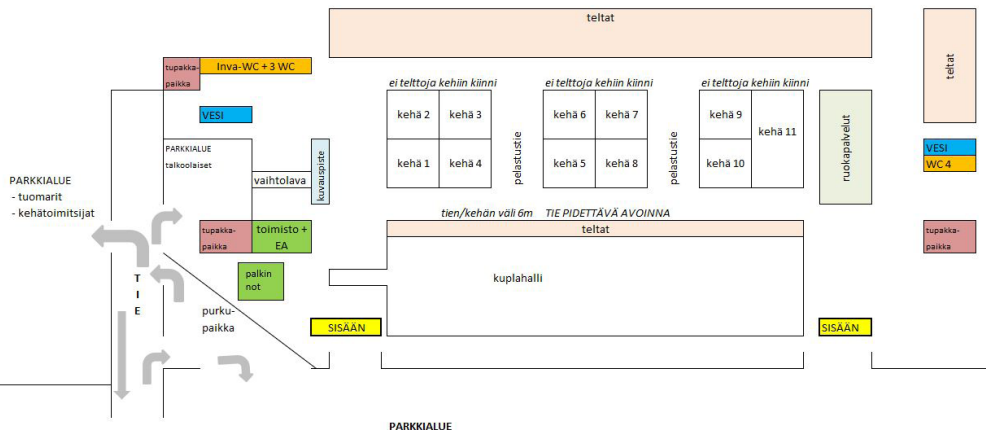 teltat
teltat
tupakka-
paikka
Inva-WC + 3 WC
ei telttoja kehiin kiinni
ei telttoja kehiin kiinni
ei telttoja kehiin kiinni
VESI
kehä 2
kehä 3
kehä 6
kehä 7
kehä 9
kehä 11
kehä 1
kehä 4
kehä 5
kehä 8
kehä 10
pelastustie
pelastustie
ruokapalvelut
VESI
WC 4
PARKKIALUE
talkoolaiset
vaihtolava
kuvauspiste
PARKKIALUE
- tuomarit
- kehätoimitsijat
tien/kehän väli 6m TIE PIDETTÄVÄ AVOINNA
teltat
tupakka-
paikka
toimisto +
EA
tupakka-
paikka
palkin
not
kuplahalli
T
I
E
purku-
paikka
SISÄÄN
SISÄÄN
PARKKIALUE